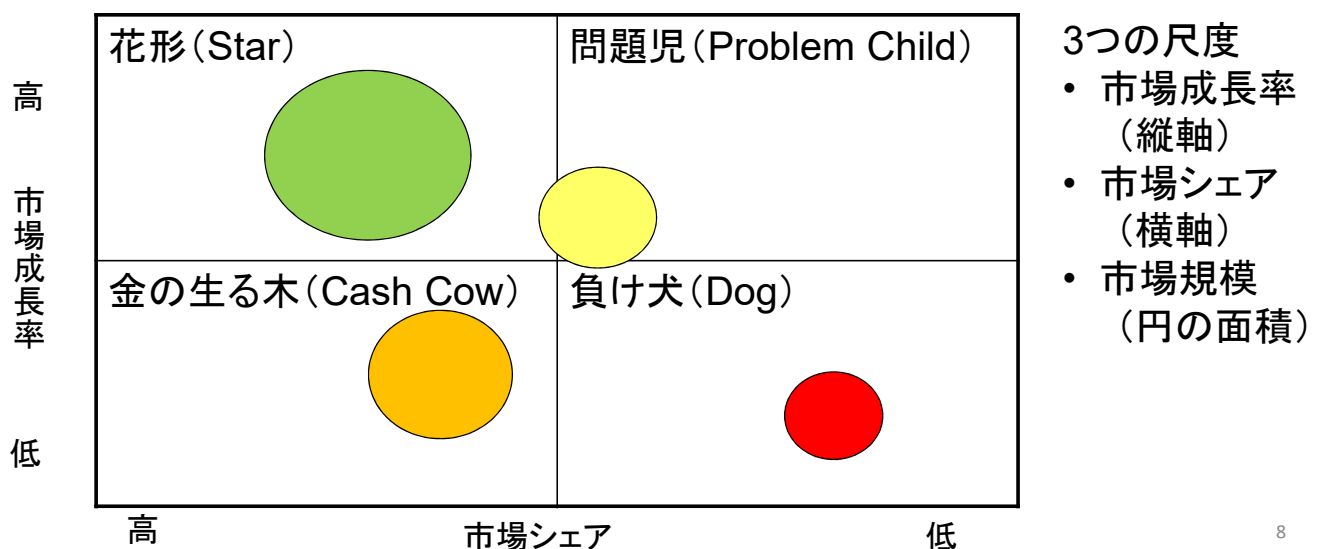 花形（Star）
問題児（Problem Child）
金の生る木（Cash Cow）
負け犬（Dog）
高
市場成長率
低
高
市場シェア
低
3つの尺度
• 市場成長率
（縦軸）
• 市場シェア
（横軸）
• 市場規模
（円の面積）
8